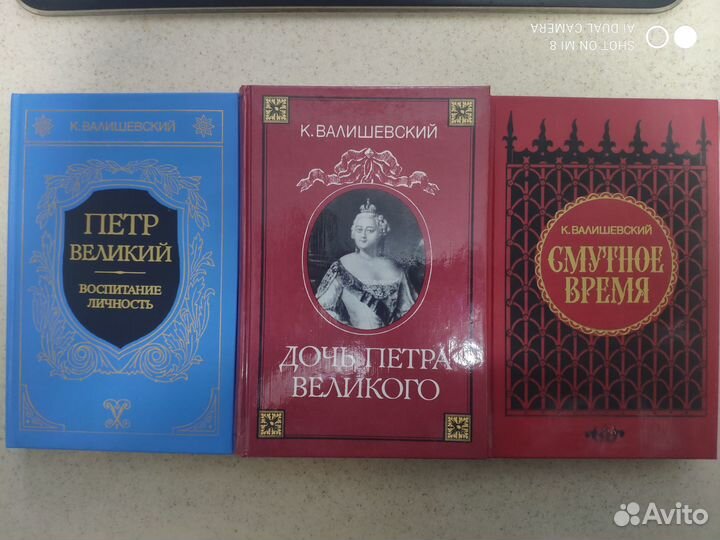 SHOT ON MI 8
AI DUAL CAMERA
К. ВАЛИШЕВСКИЙ
ПЕТР
ВЕЛИКИЙ
ВОСПИТАНИЕ
ЛИЧНОСТЬ
К. ВАЛИШЕВСКИЙ
ДОЧЬ ПЕТРА
ВЕЛИКОГО
К. ВАЛИШЕВСКИЙ
СМУТНОЕ
ВРЕМЯ
Avito